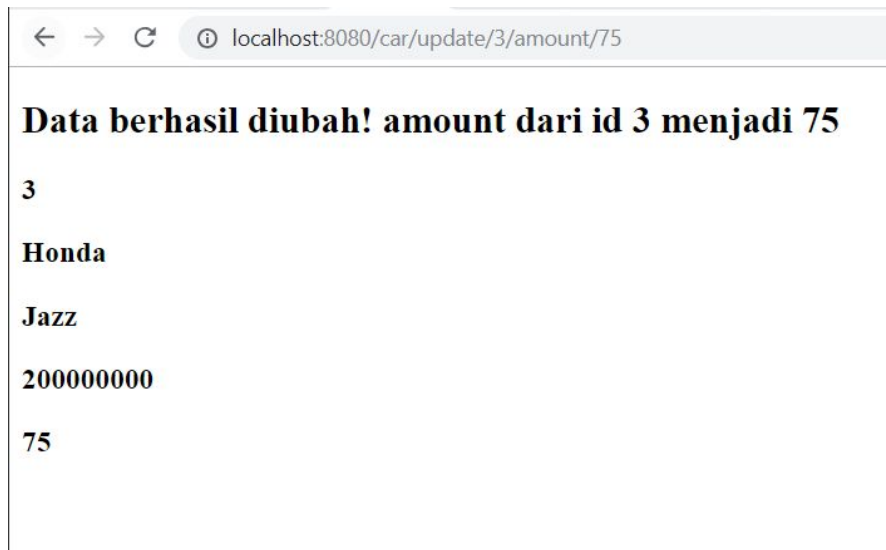 localhost:8080/car/update/3/amount/75
Data berhasil diubah! amount dari id 3 menjadi 75
3
Honda
Jazz
200000000
75